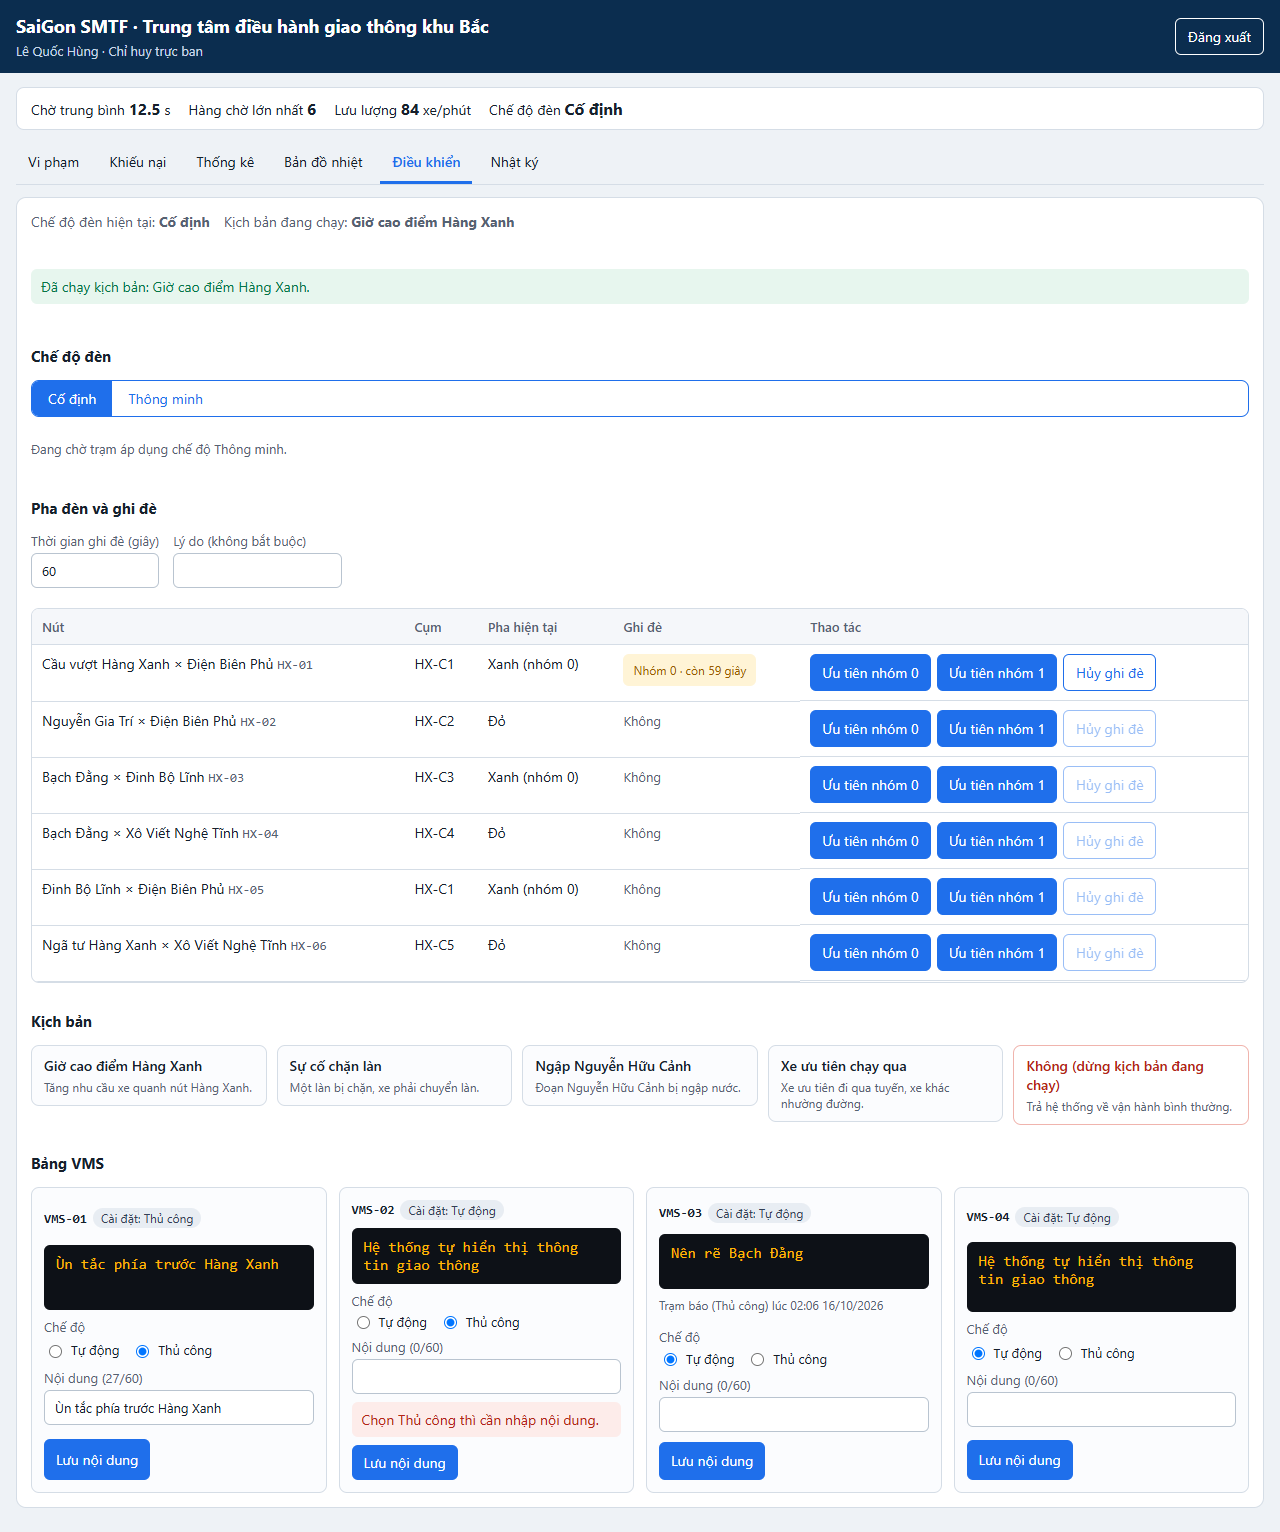 SaiGon SMTF · Trung tâm điều hành giao thông khu Bắc
Lê Quốc Hùng · Chỉ huy trực ban
Đăng xuất
Chờ trung bình 12.5 s Hàng chờ lớn nhất 6 Lưu lượng 84 xe/phút Chế độ đèn Cố định
Vi phạm Khiếu nại Thống kê Bản đồ nhiệt Điều khiển Nhật ký
Chế độ đèn hiện tại: Cố định Kịch bản đang chạy: Giờ cao điểm Hàng Xanh
Đã chạy kịch bản: Giờ cao điểm Hàng Xanh.
Chế độ đèn
Cố định Thông minh
Đang chờ trạm áp dụng chế độ Thông minh.
Pha đèn và ghi đè
Thời gian ghi đè (giây) Lý do (không bắt buộc)
60
Nút Cụm Pha hiện tại Ghi đè Thao tác
Cầu vượt Hàng Xanh × Điện Biên Phủ HX-01 HX-C1 Xanh (nhóm 0) Nhóm 0 · còn 59 giây Ưu tiên nhóm 0 Ưu tiên nhóm 1 Hủy ghi đè
Nguyễn Gia Trí × Điện Biên Phủ HX-02 HX-C2 Đỏ Không Ưu tiên nhóm 0 Ưu tiên nhóm 1 Hủy ghi đè
Bạch Đằng × Đinh Bộ Lĩnh HX-03 HX-C3 Xanh (nhóm 0) Không Ưu tiên nhóm 0 Ưu tiên nhóm 1 Hủy ghi đè
Bạch Đằng × Xô Viết Nghệ Tĩnh HX-04 HX-C4 Đỏ Không Ưu tiên nhóm 0 Ưu tiên nhóm 1 Hủy ghi đè
Đinh Bộ Lĩnh × Điện Biên Phủ HX-05 HX-C1 Xanh (nhóm 0) Không Ưu tiên nhóm 0 Ưu tiên nhóm 1 Hủy ghi đè
Ngã tư Hàng Xanh × Xô Viết Nghệ Tĩnh HX-06 HX-C5 Đỏ Không Ưu tiên nhóm 0 Ưu tiên nhóm 1 Hủy ghi đè
Kịch bản
Giờ cao điểm Hàng Xanh
Tăng nhu cầu xe quanh nút Hàng Xanh.
Sự cố chặn làn
Một làn bị chặn, xe phải chuyển làn.
Ngập Nguyễn Hữu Cảnh
Đoạn Nguyễn Hữu Cảnh bị ngập nước.
Xe ưu tiên chạy qua
Xe ưu tiên đi qua tuyến, xe khác
nhường đường.
Không (dừng kịch bản đang
chạy)
Trả hệ thống về vận hành bình thường.
Bảng VMS
VMS-01 Cài đặt: Thủ công
Ùn tắc phía trước Hàng Xanh
Chế độ
Tự động Thủ công
Nội dung (27/60)
Ùn tắc phía trước Hàng Xanh
Lưu nội dung
VMS-02 Cài đặt: Tự động
Hệ thống tự hiển thị thông
tin giao thông
Chế độ
Tự động Thủ công
Nội dung (0/60)
Chọn Thủ công thì cần nhập nội dung.
Lưu nội dung
VMS-03 Cài đặt: Tự động
Nên rẽ Bạch Đằng
Trạm báo (Thủ công) lúc 02:06 16/10/2026
Chế độ
Tự động Thủ công
Nội dung (0/60)
Lưu nội dung
VMS-04 Cài đặt: Tự động
Hệ thống tự hiển thị thông
tin giao thông
Chế độ
Tự động Thủ công
Nội dung (0/60)
Lưu nội dung